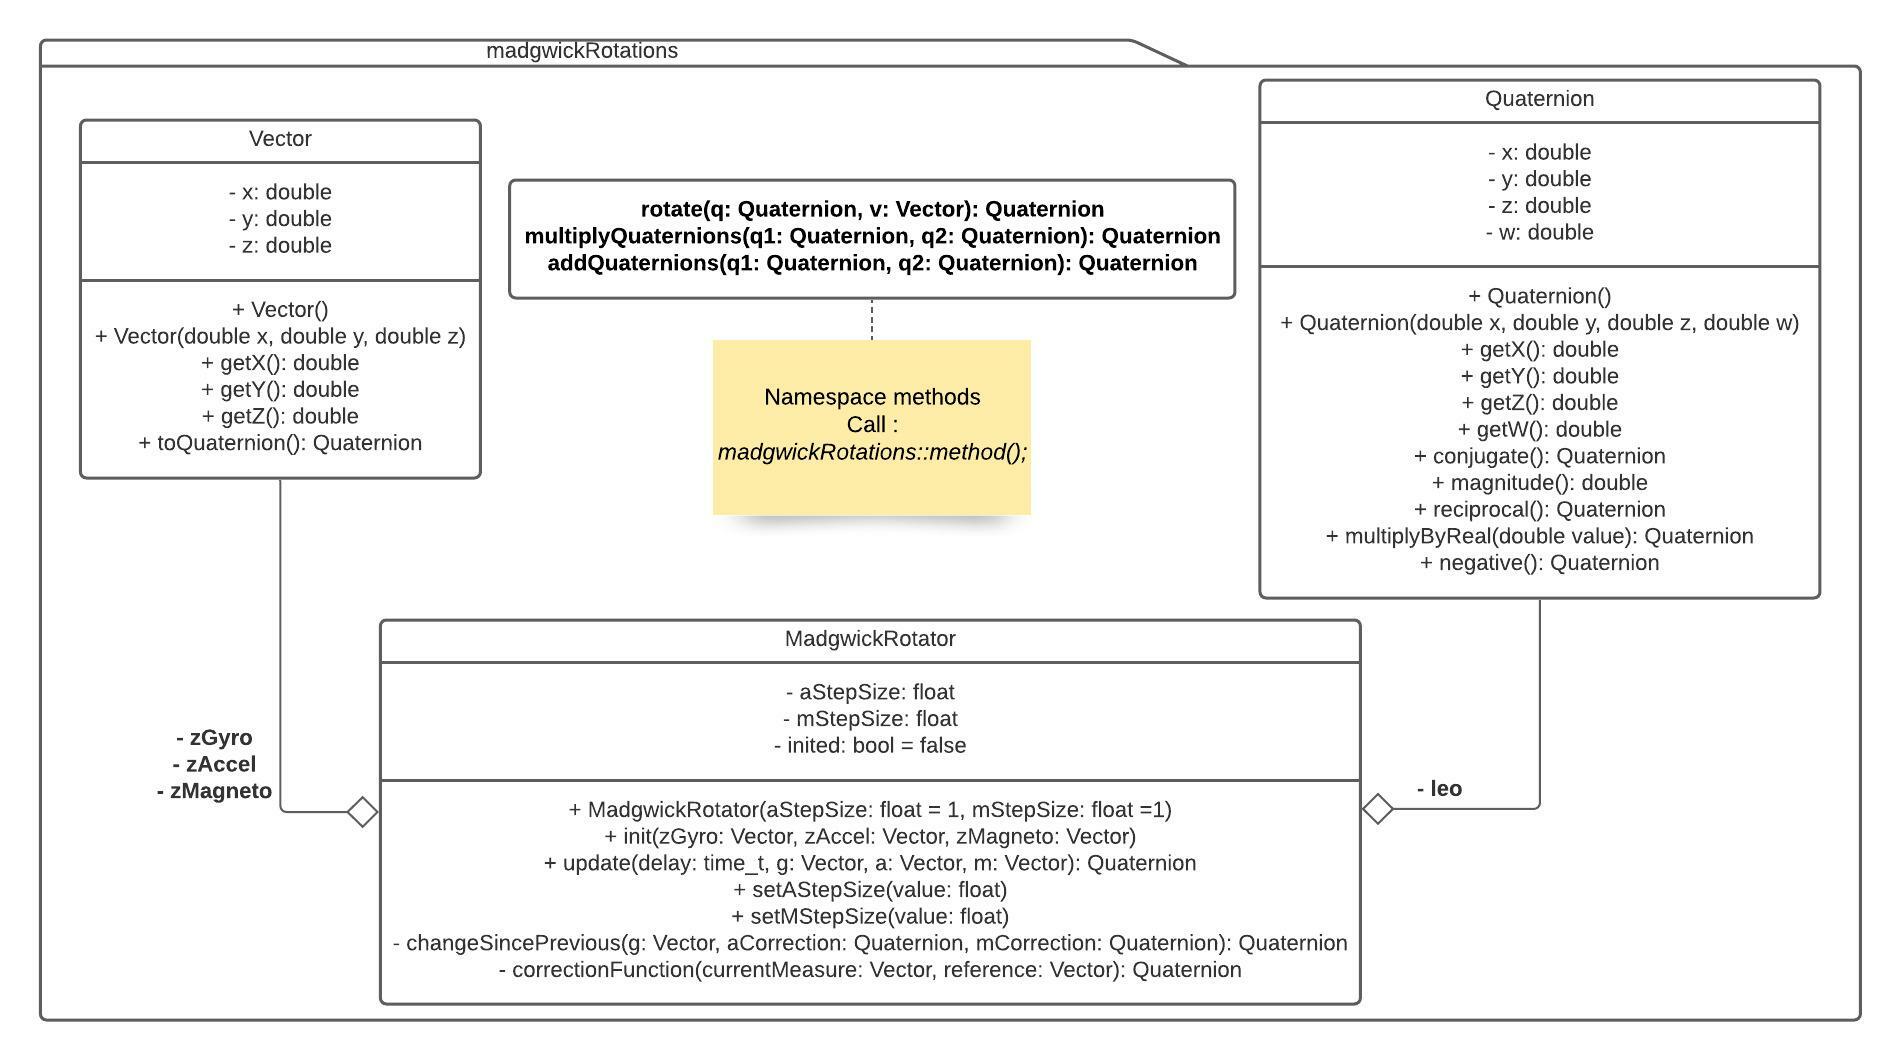 madgwickRotations
Vector
- x: double
- y: double
- z: double
+ Vector()
+ Vector(double x, double y, double z)
+ getX(): double
+ getY(): double
+ getZ(): double
+ toQuaternion(): Quaternion
rotate(q: Quaternion, v: Vector): Quaternion
multiplyQuaternions(q1: Quaternion, q2: Quaternion): Quaternion
addQuaternions(q1: Quaternion, q2: Quaternion): Quaternion
Namespace methods
Call :
madgwickRotations::method();
Quaternion
- x: double
- y: double
- z: double
- w: double
+ Quaternion()
+ Quaternion(double x, double y, double z, double w)
+ getX(): double
+ getY(): double
+ getZ(): double
+ getW(): double
+ conjugate(): Quaternion
+ magnitude(): double
+ reciprocal(): Quaternion
+ multiplyByReal(double value): Quaternion
+ negative(): Quaternion
- zGyro
- zAccel
- zMagneto
MadgwickRotator
- aStepSize: float
- mStepSize: float
- inited: bool = false
+ MadgwickRotator(aStepSize: float = 1, mStepSize: float =1)
+ init(zGyro: Vector, zAccel: Vector, zMagneto: Vector)
+ update(delay: time_t, g: Vector, a: Vector, m: Vector): Quaternion
+ setAStepSize(value: float)
+ setMStepSize(value: float)
- changeSincePrevious(g: Vector, aCorrection: Quaternion, mCorrection: Quaternion): Quaternion
- correctionFunction(currentMeasure: Vector, reference: Vector): Quaternion
- leo